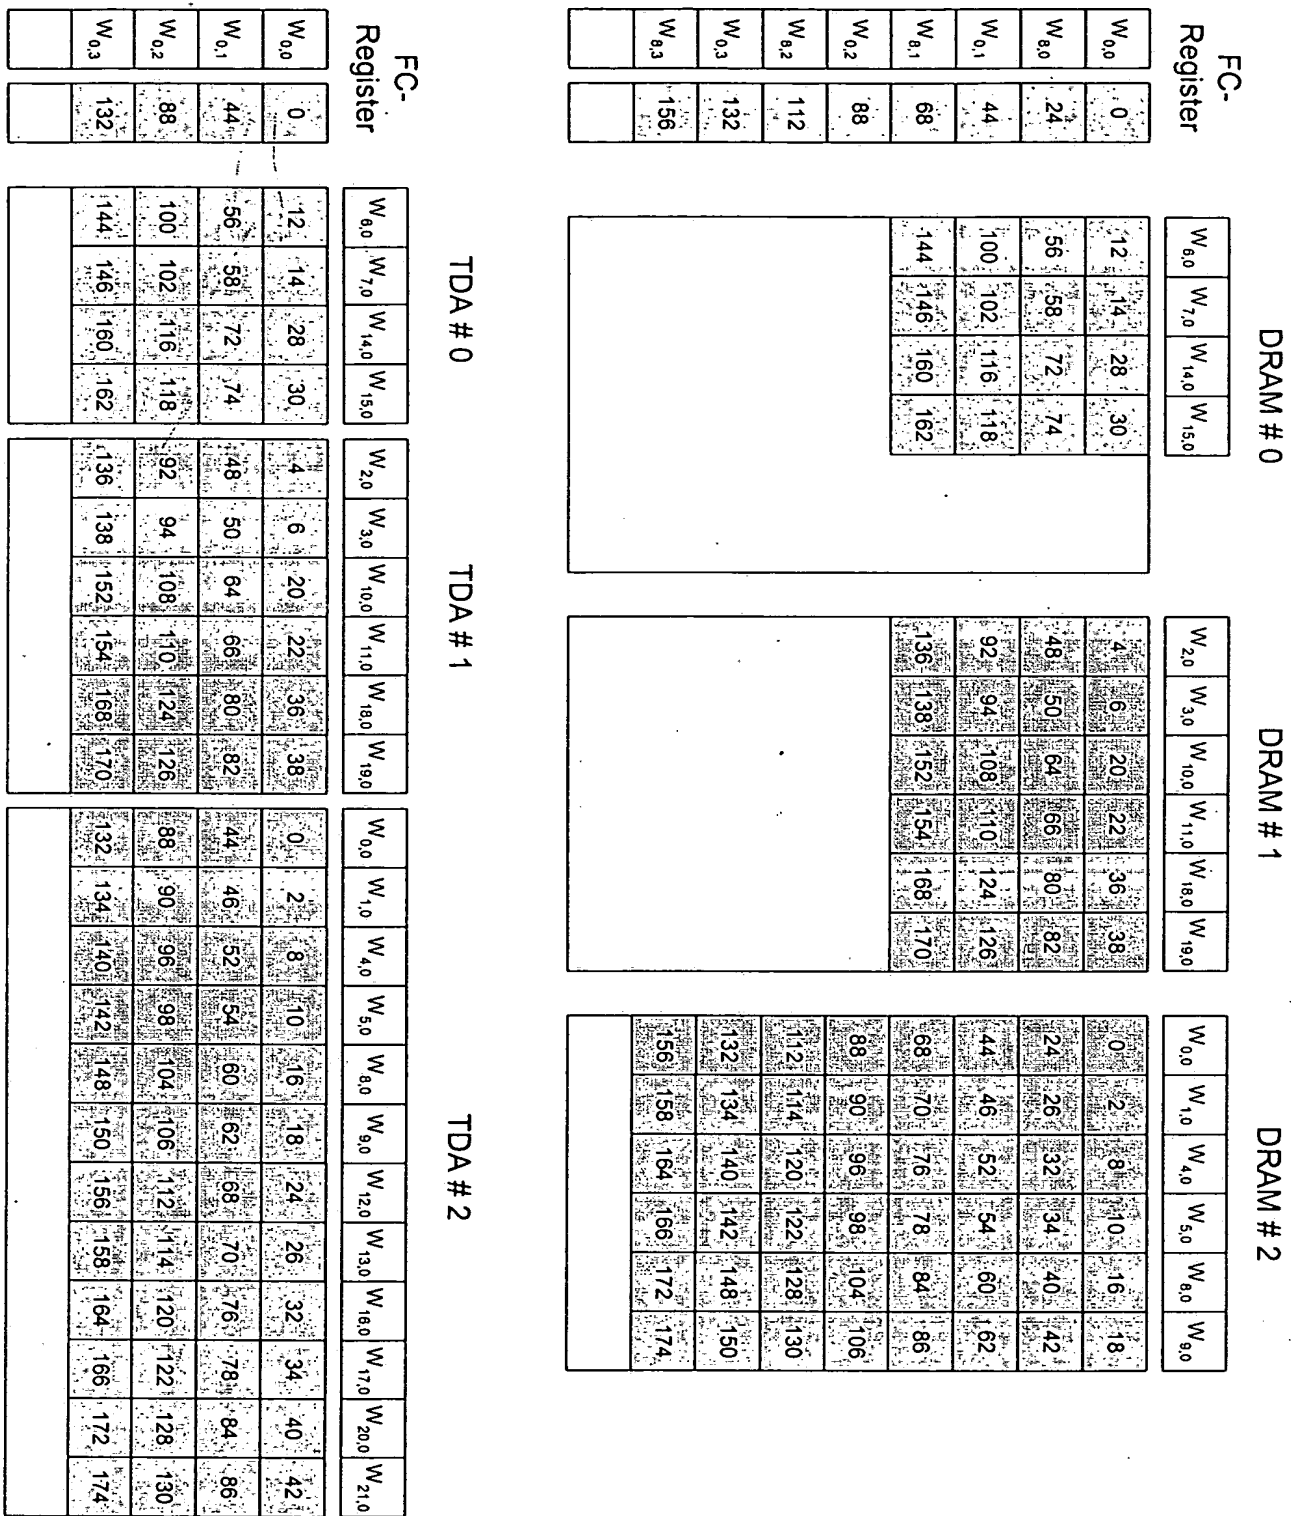 DRAM # 0 DRAM # 1 DRAM # 2
FC-
Register W6,0 W7,0 W14,0 W15,0 W2,0 W3,0 W10,0 W11,0 W18,0 W19,0 W0,0 W1,0 W4,0 W5,0 W8,0 W9,0
W0,0 0 12 14 28 30 4 6 20 22 36 38 0 2 8 10 16 18
W8,0 24 56 58 72 74 48 50 64 66 80 82 24 26 32 34 40 42
W0,1 44 100 102 116 118 92 94 108 110 124 126 44 46 52 54 60 62
W8,1 68 144 146 160 162 136 138 152 154 168 170 68 70 76 78 84 86
W0,2 88 88 90 96 98 104 106
W8,2 112 112 114 120 122 128 130
W0,3 132 132 134 140 142 148 150
W8,3 156 156 158 164 166 172 174
TDA # 0 TDA # 1 TDA # 2
FC-
Register W6,0 W7,0 W14,0 W15,0 W2,0 W3,0 W10,0 W11,0 W18,0 W19,0 W0,0 W1,0 W4,0 W5,0 W8,0 W9,0 W12,0 W13,0 W16,0 W17,0 W20,0 W21,0
W0,0 0 12 14 28 30 4 6 20 22 36 38 0 2 8 10 16 18 24 26 32 34 40 42
W0,1 44 56 58 72 74 48 50 64 66 80 82 44 46 52 54 60 62 68 70 76 78 84 86
W0,2 88 100 102 116 118 92 94 108 110 124 126 88 90 96 98 104 106 112 114 120 122 128 130
W0,3 132 144 146 160 162 136 138 152 154 168 170 132 134 140 142 148 150 156 158 164 166 172 174